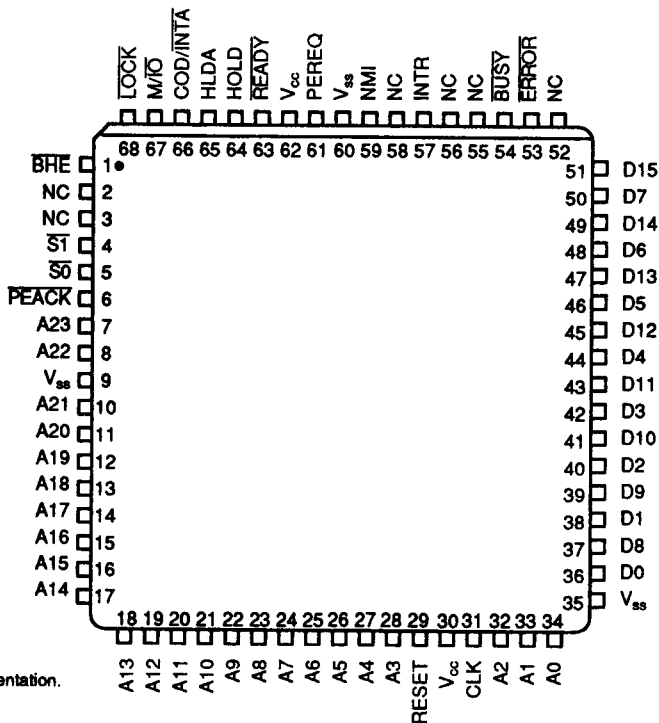 LOCK
M/IO
COD/INTA
HLDA
HOLD
READY
Vcc
PEREQ
Vss
NMI
NC
INTR
NC
NC
BUSY
ERROR
NC
68 67 66 65 64 63 62 61 60 59 58 57 56 55 54 53 52
BHE 1
NC 2
NC 3
S1 4
S0 5
PEACK 6
A23 7
A22 8
Vss 9
A21 10
A20 11
A19 12
A18 13
A17 14
A16 15
A15 16
A14 17
51 D15
50 D7
49 D14
48 D6
47 D13
46 D5
45 D12
44 D4
43 D11
42 D3
41 D10
40 D2
39 D9
38 D1
37 D8
36 D0
35 Vss
18 19 20 21 22 23 24 25 26 27 28 29 30 31 32 33 34
A13
A12
A11
A10
A9
A8
A7
A6
A5
A4
A3
RESET
Vcc
CLK
A2
A1
A0
entation.